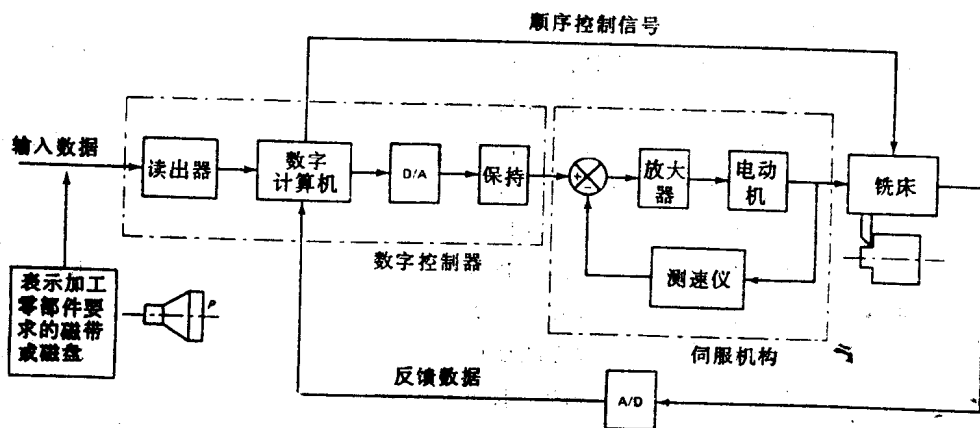 顺序控制信号
输入数据
读出器
数字
计算机
D/A
保持
+
−
放大
器
电动
机
铣床
数字控制器
测速仪
表示加工
零部件要
求的磁带
或磁盘
P
伺服机构
反馈数据
A/D